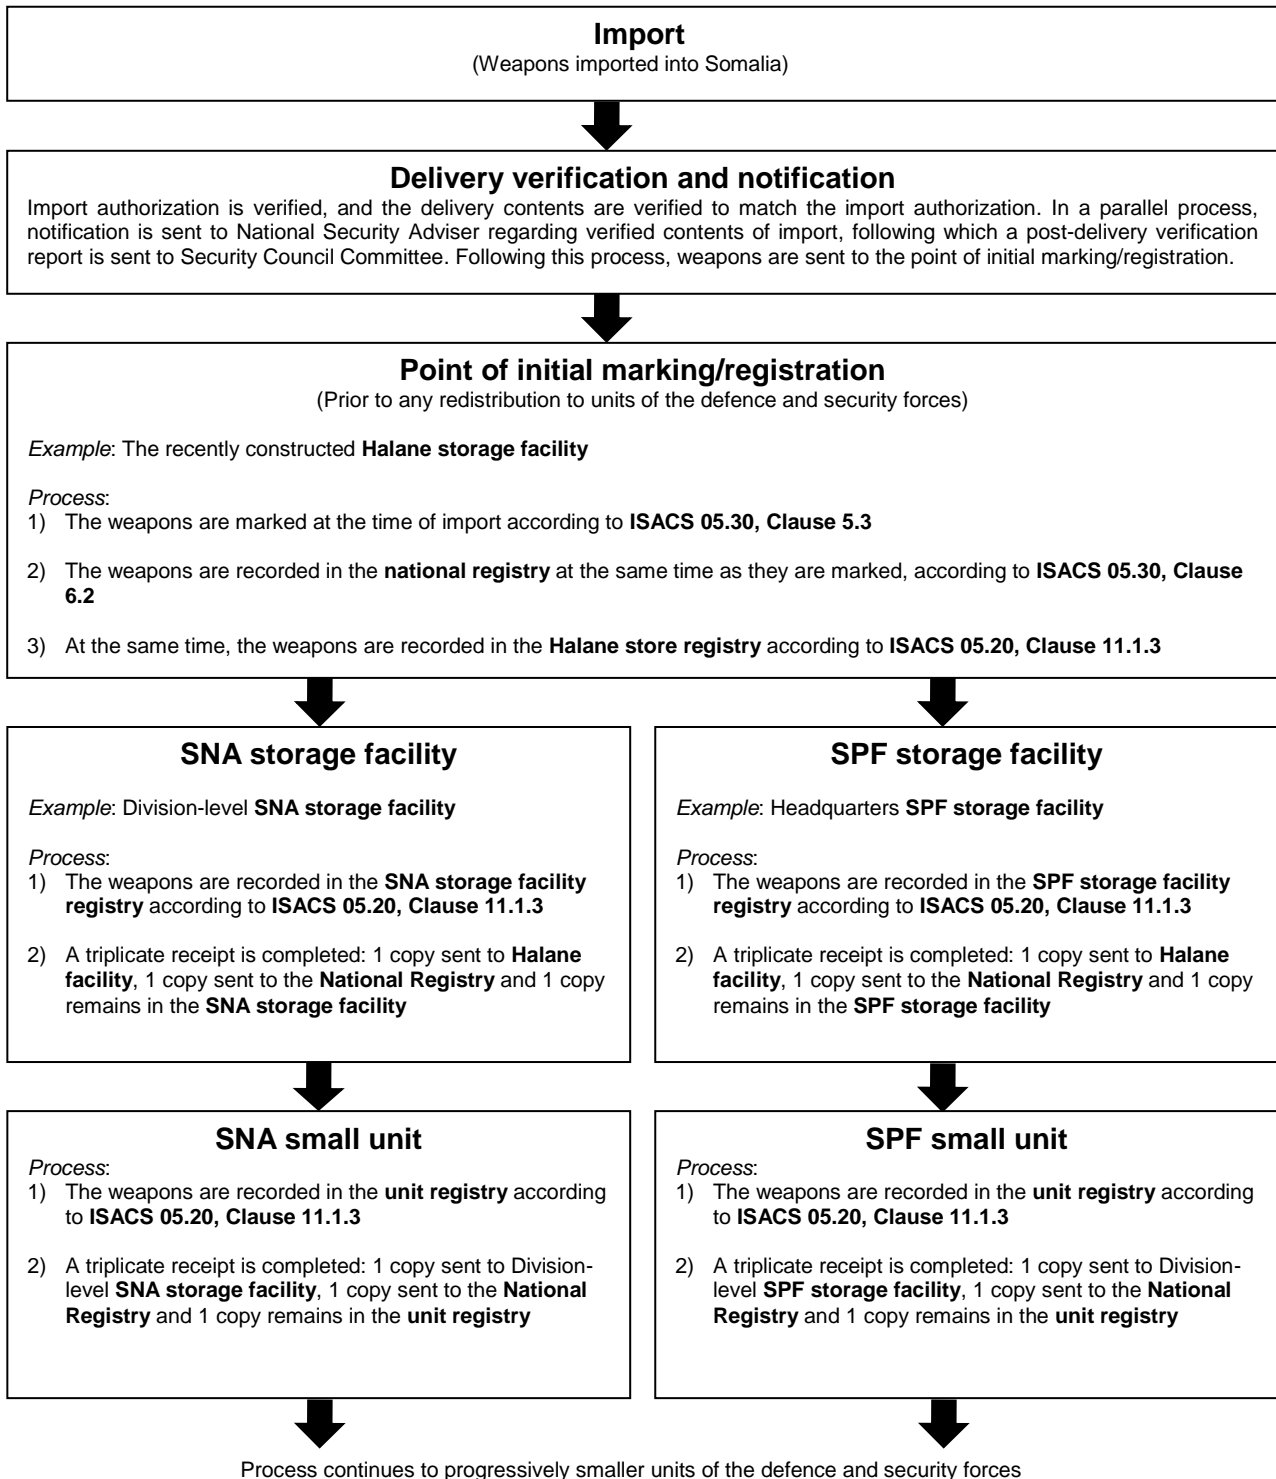 Import
(Weapons imported into Somalia)
Delivery verification and notification
Import authorization is verified, and the delivery contents are verified to match the import authorization. In a parallel process,
notification is sent to National Security Adviser regarding verified contents of import, following which a post-delivery verification
report is sent to Security Council Committee. Following this process, weapons are sent to the point of initial marking/registration.
Point of initial marking/registration
(Prior to any redistribution to units of the defence and security forces)
Example: The recently constructed Halane storage facility
Process:
1) The weapons are marked at the time of import according to ISACS 05.30, Clause 5.3
2) The weapons are recorded in the national registry at the same time as they are marked, according to ISACS 05.30, Clause
6.2
3) At the same time, the weapons are recorded in the Halane store registry according to ISACS 05.20, Clause 11.1.3
SNA storage facility
Example: Division-level SNA storage facility
Process:
1) The weapons are recorded in the SNA storage facility
registry according to ISACS 05.20, Clause 11.1.3
2) A triplicate receipt is completed: 1 copy sent to Halane
facility, 1 copy sent to the National Registry and 1 copy
remains in the SNA storage facility
SPF storage facility
Example: Headquarters SPF storage facility
Process:
1) The weapons are recorded in the SPF storage facility
registry according to ISACS 05.20, Clause 11.1.3
2) A triplicate receipt is completed: 1 copy sent to Halane
facility, 1 copy sent to the National Registry and 1 copy
remains in the SPF storage facility
SNA small unit
Process:
1) The weapons are recorded in the unit registry according
to ISACS 05.20, Clause 11.1.3
2) A triplicate receipt is completed: 1 copy sent to Division-
level SNA storage facility, 1 copy sent to the National
Registry and 1 copy remains in the unit registry
SPF small unit
Process:
1) The weapons are recorded in the unit registry according
to ISACS 05.20, Clause 11.1.3
2) A triplicate receipt is completed: 1 copy sent to Division-
level SPF storage facility, 1 copy sent to the National
Registry and 1 copy remains in the unit registry
Process continues to progressively smaller units of the defence and security forces